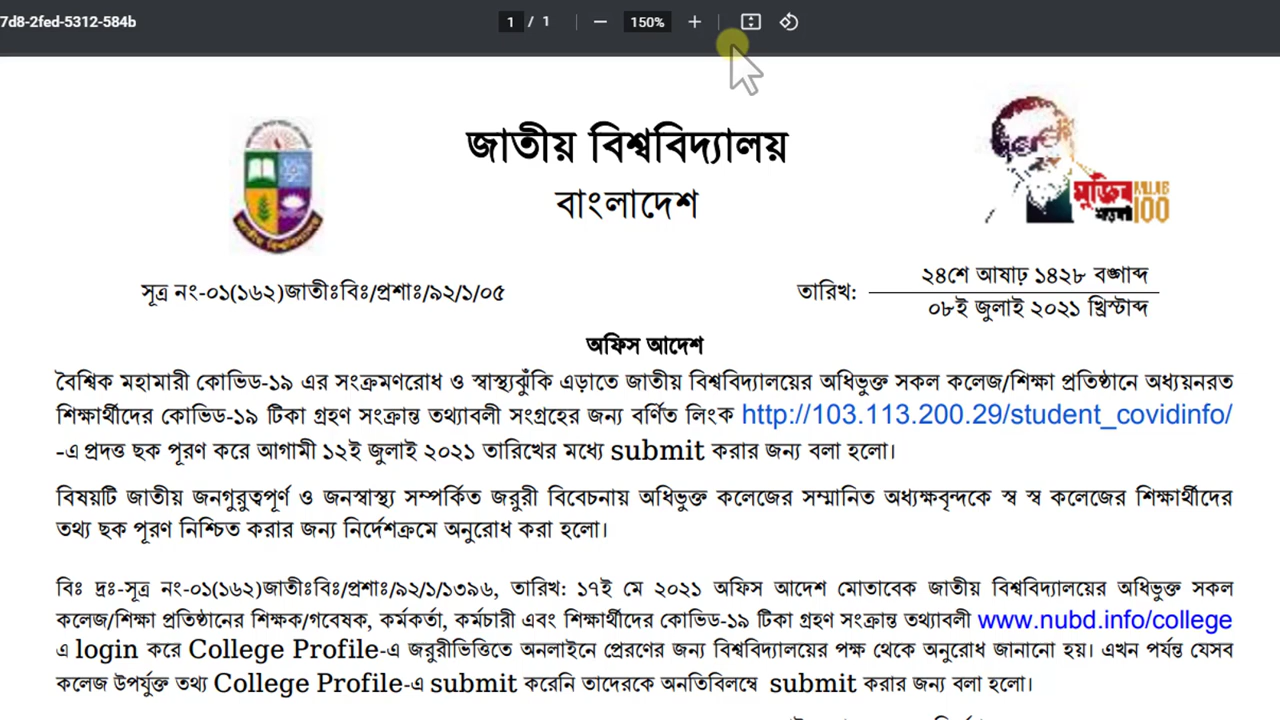 7d8-2fed-5312-584b
1 / 1
150%
জাতীয় বিশ্ববিদ্যালয়
বাংলাদেশ
জাতীয় বিশ্ববিদ্যালয়
মুজিব
শতবর্ষ
MUJIB
100
সূত্র নং-০১(১৬২)জাতীঃবিঃ/প্রশাঃ/৯২/১/০৫
তারিখ:
২৪শে আষাঢ় ১৪২৮ বঙ্গাব্দ
০৮ই জুলাই ২০২১ খ্রিস্টাব্দ
অফিস আদেশ
বৈশ্বিক মহামারী কোভিড-১৯ এর সংক্রমণরোধ ও স্বাস্থ্যঝুঁকি এড়াতে জাতীয় বিশ্ববিদ্যালয়ের অধিভুক্ত সকল কলেজ/শিক্ষা প্রতিষ্ঠানে অধ্যয়নরত
শিক্ষার্থীদের কোভিড-১৯ টিকা গ্রহণ সংক্রান্ত তথ্যাবলী সংগ্রহের জন্য বর্ণিত লিংক http://103.113.200.29/student_covidinfo/
-এ প্রদত্ত ছক পূরণ করে আগামী ১২ই জুলাই ২০২১ তারিখের মধ্যে submit করার জন্য বলা হলো।
বিষয়টি জাতীয় জনগুরুত্বপূর্ণ ও জনস্বাস্থ্য সম্পর্কিত জরুরী বিবেচনায় অধিভুক্ত কলেজের সম্মানিত অধ্যক্ষবৃন্দকে স্ব স্ব কলেজের শিক্ষার্থীদের
তথ্য ছক পূরণ নিশ্চিত করার জন্য নির্দেশক্রমে অনুরোধ করা হলো।
বিঃ দ্রঃ-সূত্র নং-০১(১৬২)জাতীঃবিঃ/প্রশাঃ/৯২/১/১৩৯৬, তারিখ: ১৭ই মে ২০২১ অফিস আদেশ মোতাবেক জাতীয় বিশ্ববিদ্যালয়ের অধিভুক্ত সকল
কলেজ/শিক্ষা প্রতিষ্ঠানের শিক্ষক/গবেষক, কর্মকর্তা, কর্মচারী এবং শিক্ষার্থীদের কোভিড-১৯ টিকা গ্রহণ সংক্রান্ত তথ্যাবলী www.nubd.info/college
এ login করে College Profile-এ জরুরীভিত্তিতে অনলাইনে প্রেরণের জন্য বিশ্ববিদ্যালয়ের পক্ষ থেকে অনুরোধ জানানো হয়। এখন পর্যন্ত যেসব
কলেজ উপর্যুক্ত তথ্য College Profile-এ submit করেনি তাদেরকে অনতিবিলম্বে submit করার জন্য বলা হলো।